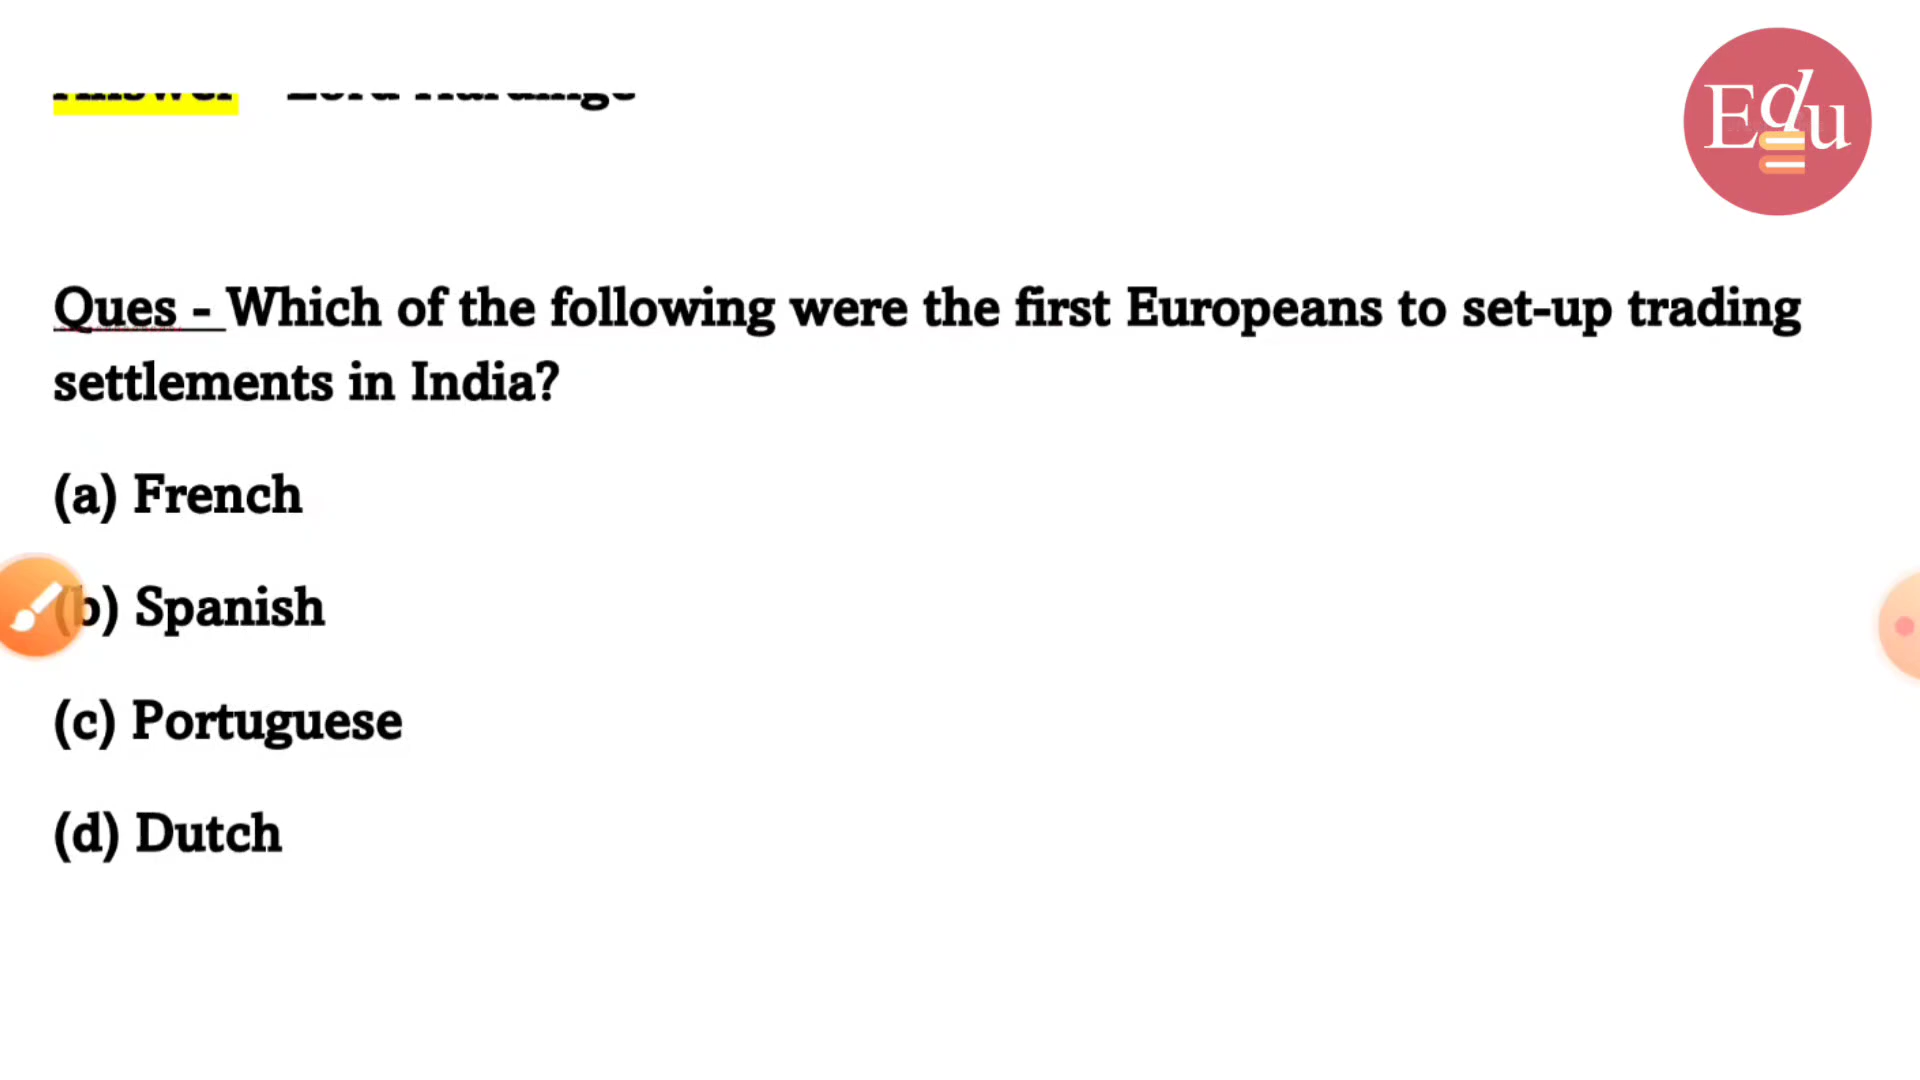 Edu
Ques - Which of the following were the first Europeans to set-up trading
settlements in India?
(a) French
(b) Spanish
(c) Portuguese
(d) Dutch